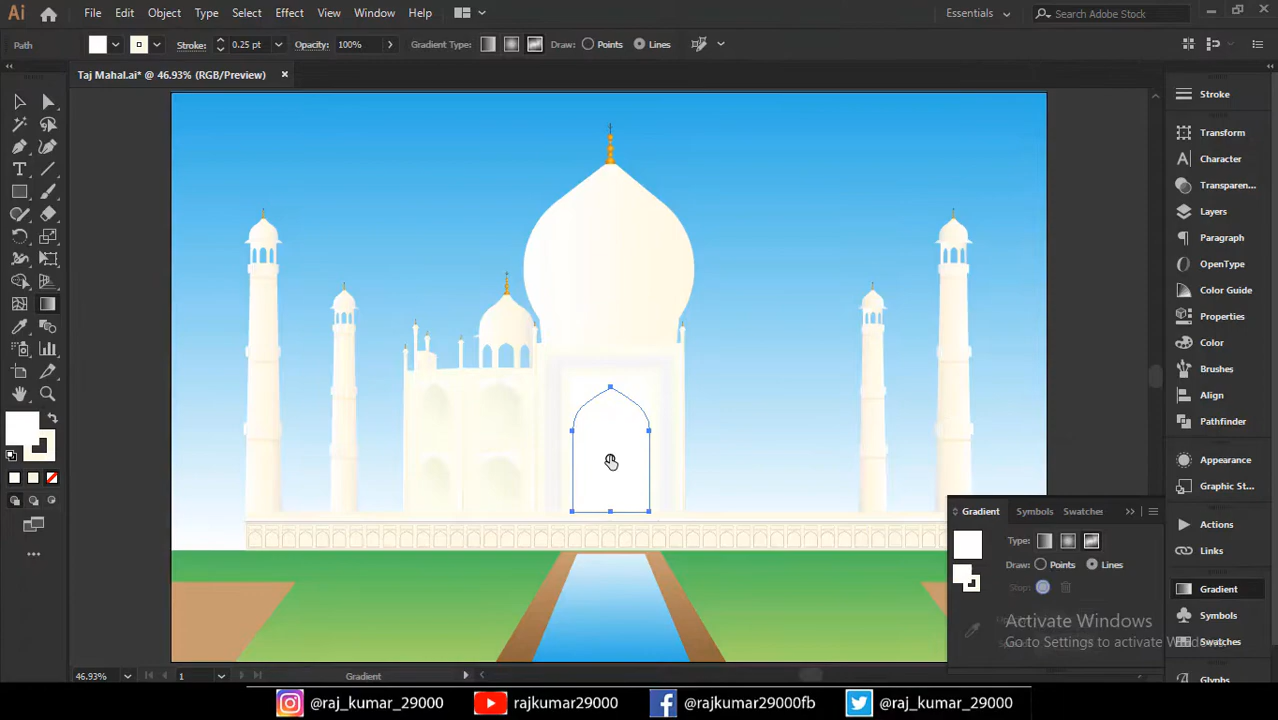 Ai File Edit Object Type Select Effect View Window Help Essentials Search Adobe Stock
Path Stroke: 0.25 pt Opacity: 100% Gradient Type: Draw: Points Lines
Taj Mahal.ai* @ 46.93% (RGB/Preview)
Stroke
Transform
Character
Transparen...
Layers
Paragraph
OpenType
Color Guide
Properties
Color
Brushes
Align
Pathfinder
Appearance
Graphic St...
Actions
Links
Gradient
Symbols
Swatches
Glyphs
Gradient Symbols Swatches
Type:
Draw: Points Lines
Stop:
Activate Windows
Go to Settings to activate Windows.
46.93% 1 Gradient
@raj_kumar_29000 rajkumar29000 @rajkumar29000fb @raj_kumar_29000